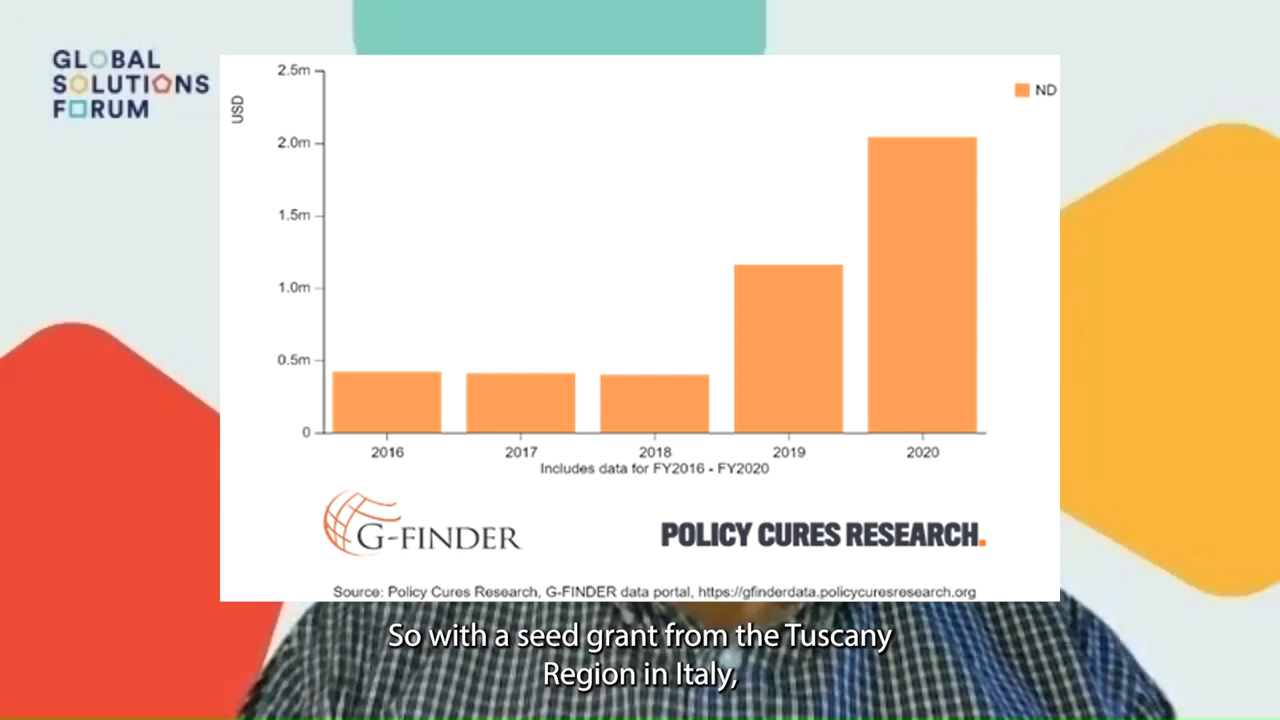 GLOBAL
SOLUTIONS
FORUM
2.5m
USD
ND
2.0m
1.5m
1.0m
0.5m
0
2016 2017 2018 2019 2020
Includes data for FY2016 - FY2020
G-FINDER
POLICY CURES RESEARCH.
Source: Policy Cures Research, G-FINDER data portal, https://gfinderdata.policycuresresearch.org
So with a seed grant from the Tuscany
Region in Italy,